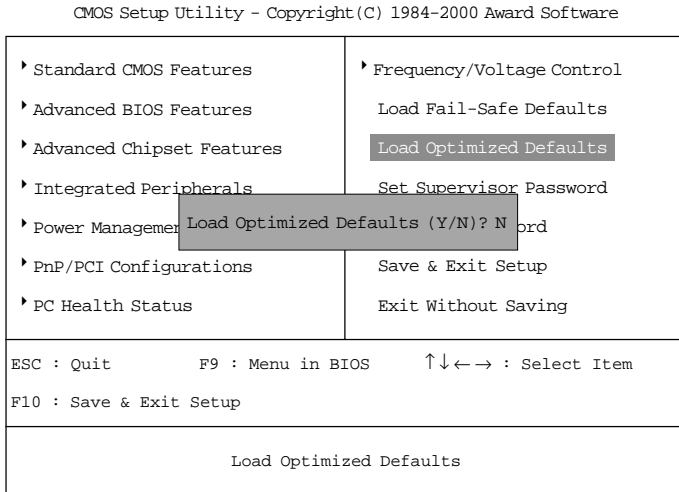 CMOS Setup Utility - Copyright(C) 1984-2000 Award Software
Standard CMOS Features
Advanced BIOS Features
Advanced Chipset Features
Integrated Peripherals
Power
PnP/PCI Configurations
PC Health Status
Frequency/Voltage Control
Load Fail-Safe Defaults
Load Optimized Defaults
Set Supervisor Password
Save & Exit Setup
Exit Without Saving
Load Optimized Defaults (Y/N)? N
ESC : Quit F9 : Menu in BIOS ↑↓←→ : Select Item
F10 : Save & Exit Setup
Load Optimized Defaults